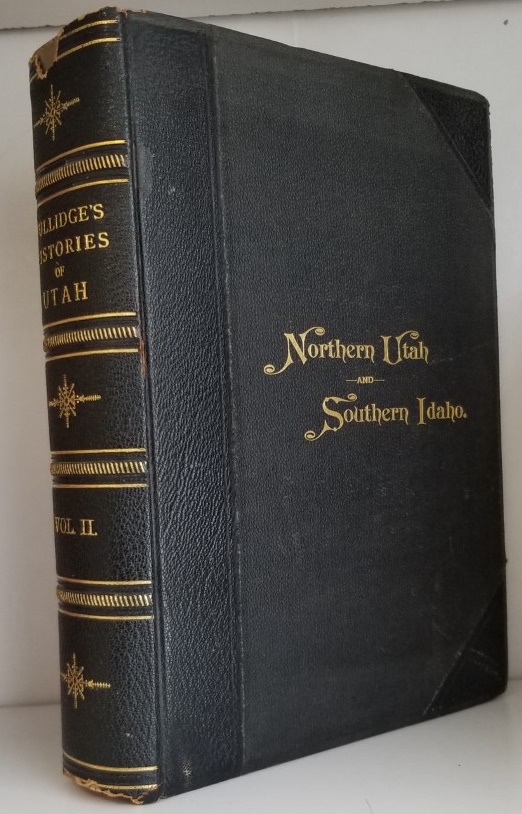 ULLIDGE'S
ISTORIES
OF
UTAH
VOL. II.
Northern Utah
—AND—
Southern Idaho.